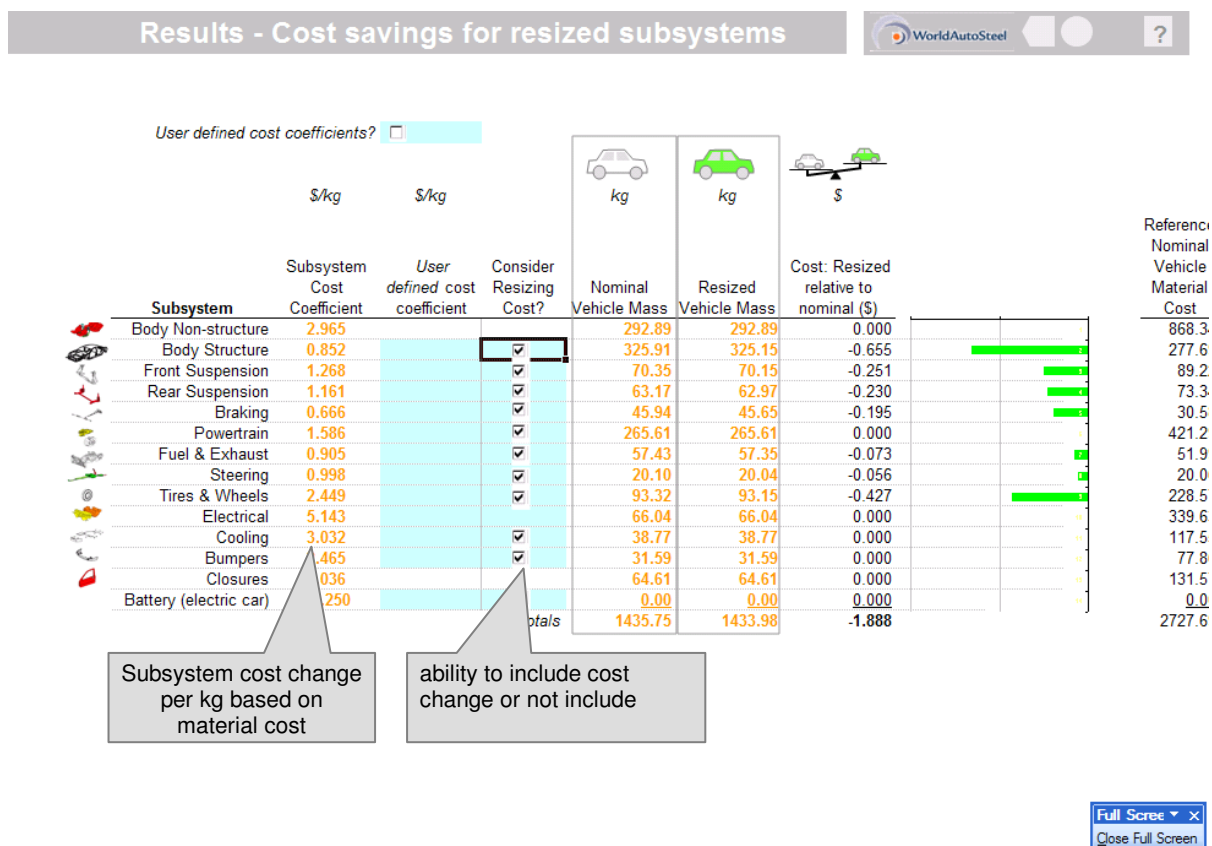 Results - Cost savings for resized subsystems
WorldAutoSteel
?
User defined cost coefficients?
$/kg $/kg kg kg $
Subsystem
Subsystem Cost Coefficient
User defined cost coefficient
Consider Resizing Cost?
Nominal Vehicle Mass
Resized Vehicle Mass
Cost: Resized relative to nominal ($)
Reference Nominal Vehicle Material Cost
Body Non-structure 2.965 292.89 292.89 0.000 868.34
Body Structure 0.852 325.91 325.15 -0.655 277.6
Front Suspension 1.268 70.35 70.15 -0.251 89.2
Rear Suspension 1.161 63.17 62.97 -0.230 73.34
Braking 0.666 45.94 45.65 -0.195 30.5
Powertrain 1.586 265.61 265.61 0.000 421.2
Fuel & Exhaust 0.905 57.43 57.35 -0.073 51.9
Steering 0.998 20.10 20.04 -0.056 20.0
Tires & Wheels 2.449 93.32 93.15 -0.427 228.5
Electrical 5.143 66.04 66.04 0.000 339.6
Cooling 3.032 38.77 38.77 0.000 117.5
Bumpers .465 31.59 31.59 0.000 77.8
Closures 036 64.61 64.61 0.000 131.5
Battery (electric car) .250 0.00 0.00 0.000 0.0
otals 1435.75 1433.98 -1.888 2727.6
Subsystem cost change
per kg based on
material cost
ability to include cost
change or not include
Full Scree
Close Full Screen